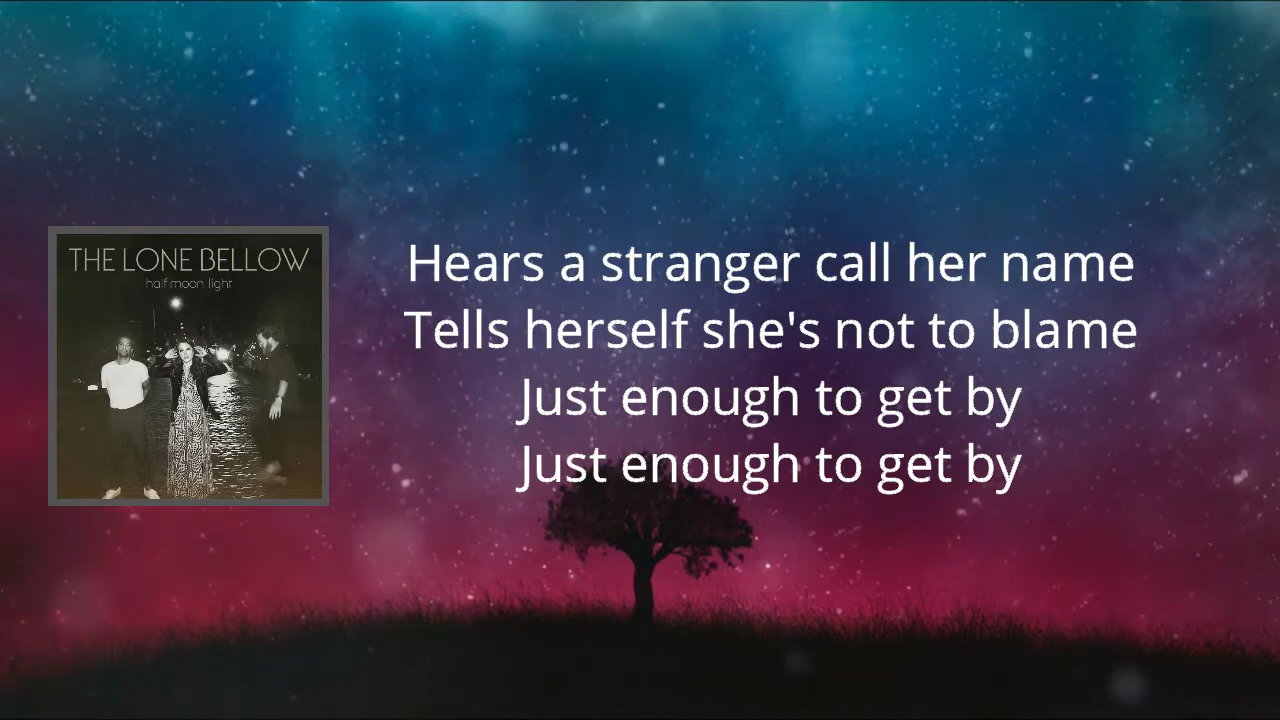 THE LONE BELLOW
half moon light
Hears a stranger call her name
Tells herself she's not to blame
Just enough to get by
Just enough to get by